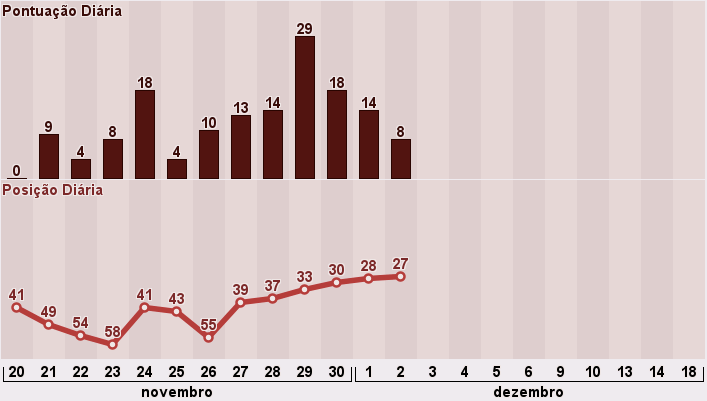 Pontuação Diária
0 9 4 8 18 4 10 13 14 29 18 14 8
Posição Diária
41 49 54 58 41 43 55 39 37 33 30 28 27
20 21 22 23 24 25 26 27 28 29 30 1 2 3 4 5 6 9 10 13 14 18
novembro dezembro